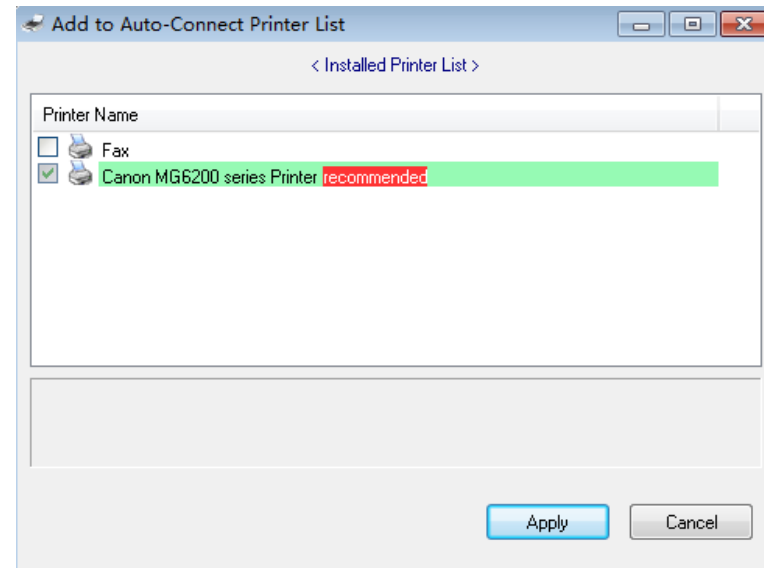 Add to Auto-Connect Printer List
< Installed Printer List >
Printer Name
Fax
Canon MG6200 series Printer recommended
Apply
Cancel